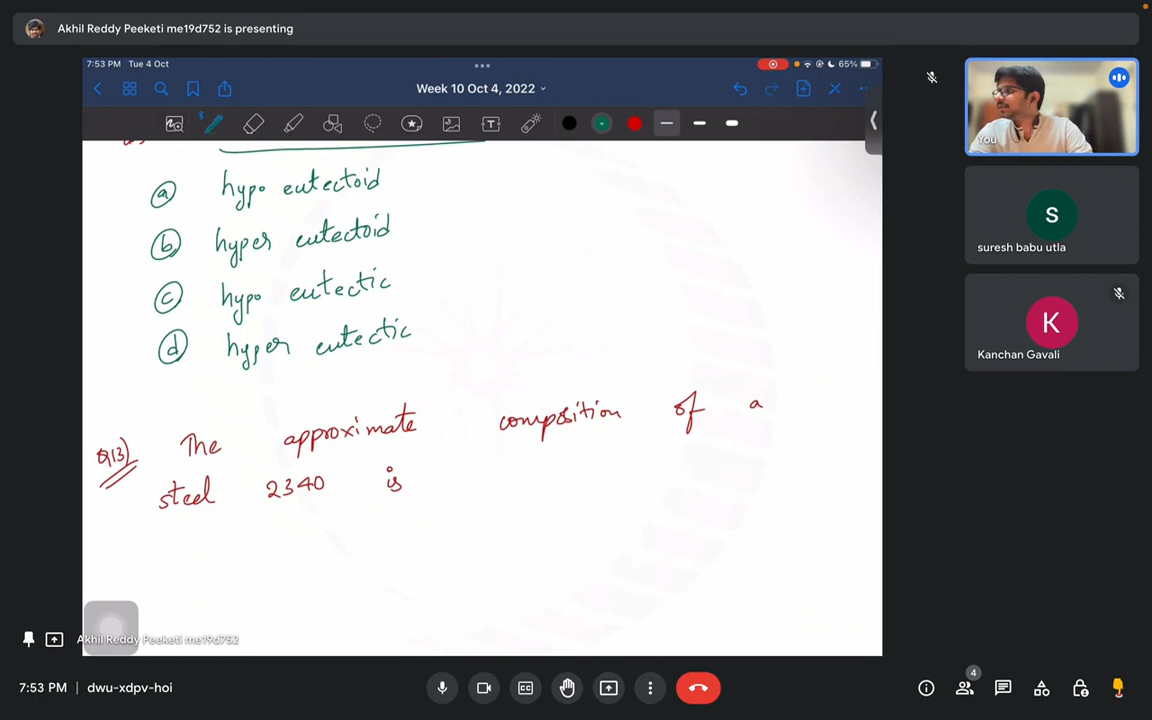 Akhil Reddy Peeketi me19d752 is presenting
7:53 PM Tue 4 Oct
65%
Week 10 Oct 4, 2022
T
a hypo eutectoid
b hyper eutectoid
c hypo eutectic
d hyper eutectic
Q13) The approximate composition of a
steel 2340 is
You
S
suresh babu utla
K
Kanchan Gavali
Akhil Reddy Peeketi me19d752
7:53 PM | dwu-xdpv-hoi
CC
4